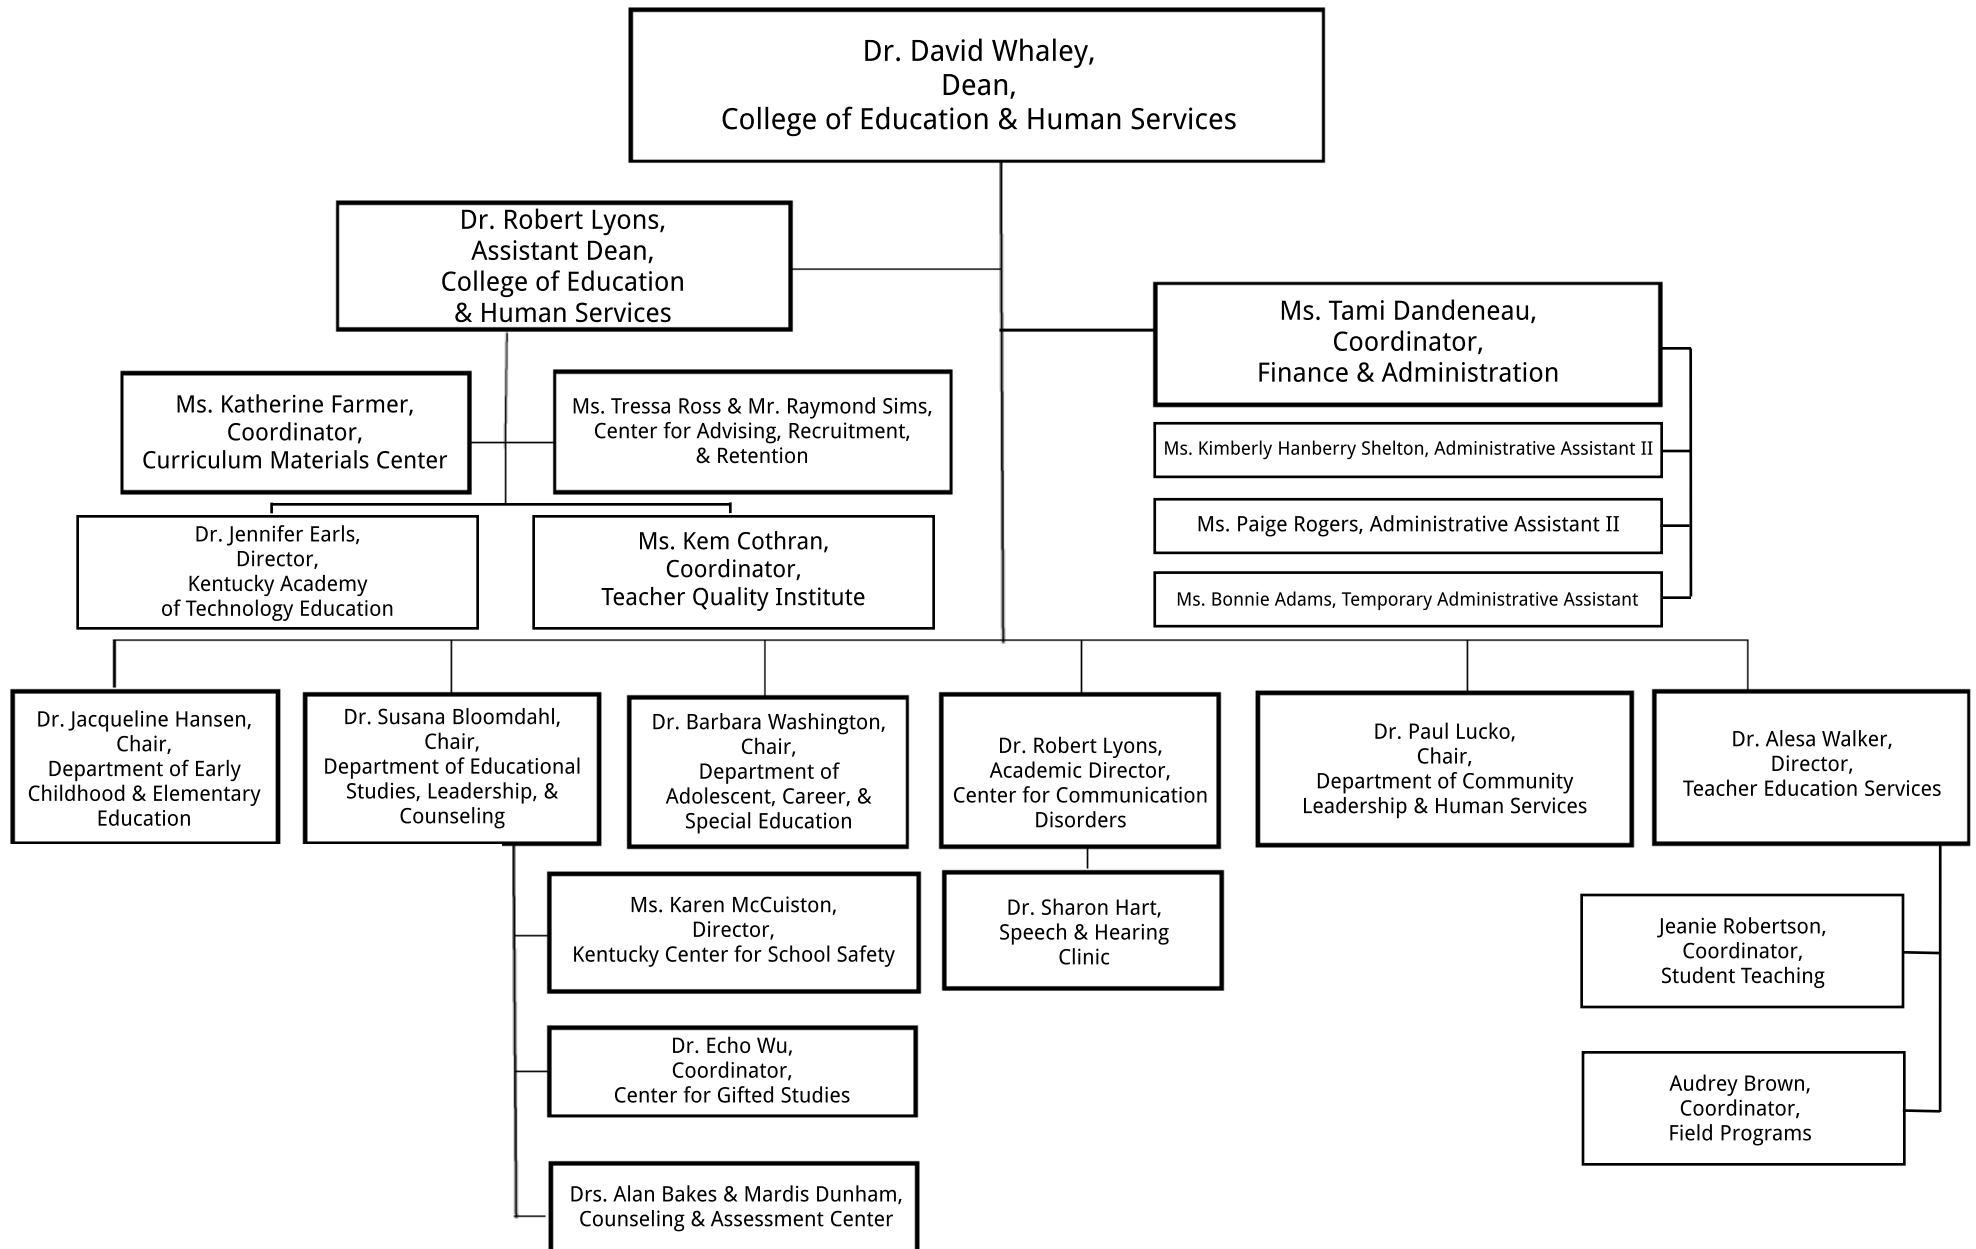 Dr. David Whaley,
Dean,
College of Education & Human Services
Dr. Robert Lyons,
Assistant Dean,
College of Education
& Human Services
Ms. Tami Dandeneau,
Coordinator,
Finance & Administration
Ms. Katherine Farmer,
Coordinator,
Curriculum Materials Center
Ms. Tressa Ross & Mr. Raymond Sims,
Center for Advising, Recruitment,
& Retention
Ms. Kimberly Hanberry Shelton, Administrative Assistant II
Ms. Paige Rogers, Administrative Assistant II
Ms. Bonnie Adams, Temporary Administrative Assistant
Dr. Jennifer Earls,
Director,
Kentucky Academy
of Technology Education
Ms. Kem Cothran,
Coordinator,
Teacher Quality Institute
Dr. Jacqueline Hansen,
Chair,
Department of Early
Childhood & Elementary
Education
Dr. Susana Bloomdahl,
Chair,
Department of Educational
Studies, Leadership, &
Counseling
Dr. Barbara Washington,
Chair,
Department of
Adolescent, Career, &
Special Education
Dr. Robert Lyons,
Academic Director,
Center for Communication
Disorders
Dr. Paul Lucko,
Chair,
Department of Community
Leadership & Human Services
Dr. Alesa Walker,
Director,
Teacher Education Services
Ms. Karen McCuiston,
Director,
Kentucky Center for School Safety
Dr. Sharon Hart,
Speech & Hearing
Clinic
Jeanie Robertson,
Coordinator,
Student Teaching
Dr. Echo Wu,
Coordinator,
Center for Gifted Studies
Audrey Brown,
Coordinator,
Field Programs
Drs. Alan Bakes & Mardis Dunham,
Counseling & Assessment Center